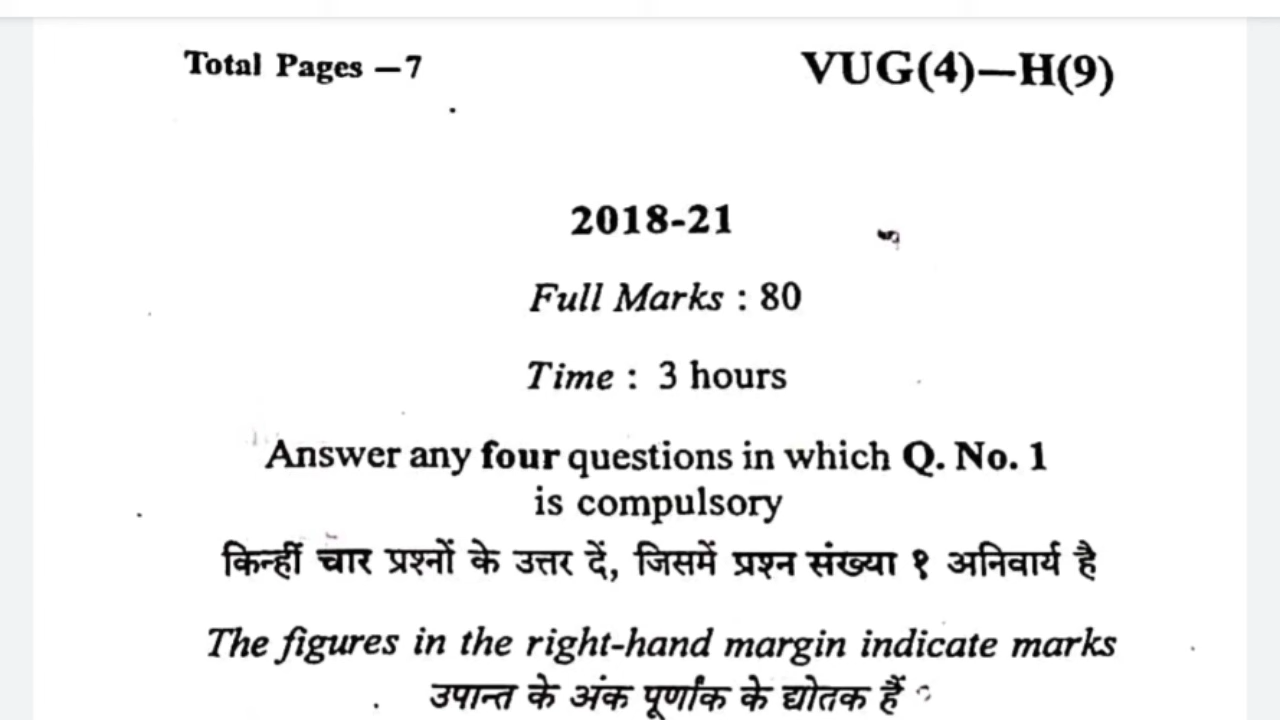 Total Pages —7
VUG(4)—H(9)
2018-21
Full Marks : 80
Time : 3 hours
Answer any four questions in which Q. No. 1
is compulsory
किन्हीं चार प्रश्नों के उत्तर दें, जिसमें प्रश्न संख्या १ अनिवार्य है
The figures in the right-hand margin indicate marks
उपान्त के अंक पूर्णांक के द्योतक हैं